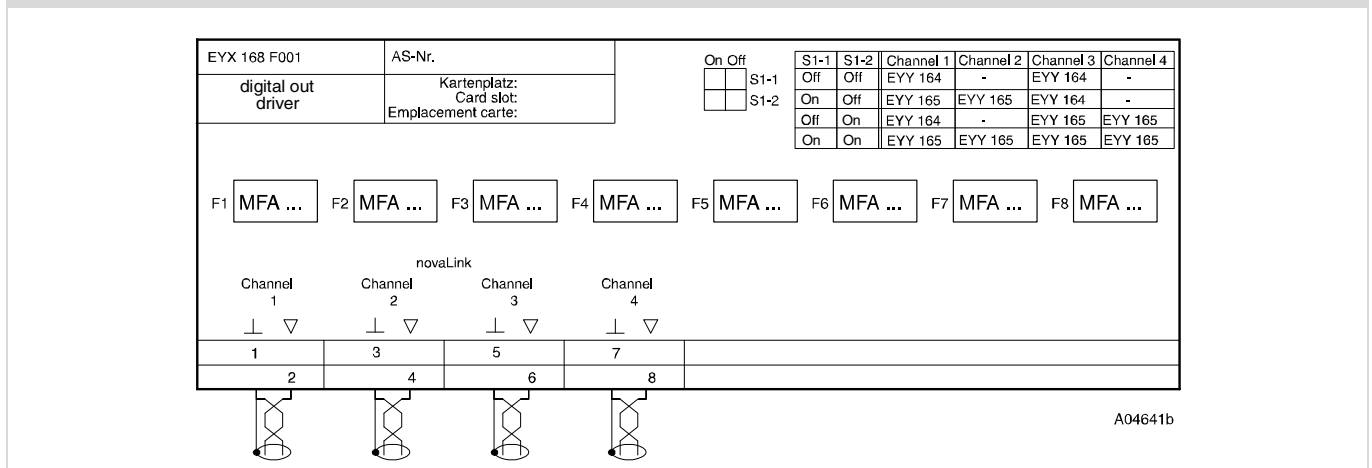 EYX 168 F001
AS-Nr.
digital out
driver
Kartenplatz:
Card slot:
Emplacement carte:
On Off
S1-1
S1-2
S1-1 S1-2 Channel 1 Channel 2 Channel 3 Channel 4
Off Off EYY 164 - EYY 164 -
On Off EYY 165 EYY 165 EYY 164 -
Off On EYY 164 - EYY 165 EYY 165
On On EYY 165 EYY 165 EYY 165 EYY 165
F1 MFA ... F2 MFA ... F3 MFA ... F4 MFA ... F5 MFA ... F6 MFA ... F7 MFA ... F8 MFA ...
novaLink
Channel Channel Channel Channel
1 2 3 4
1 3 5 7
2 4 6 8
A04641b